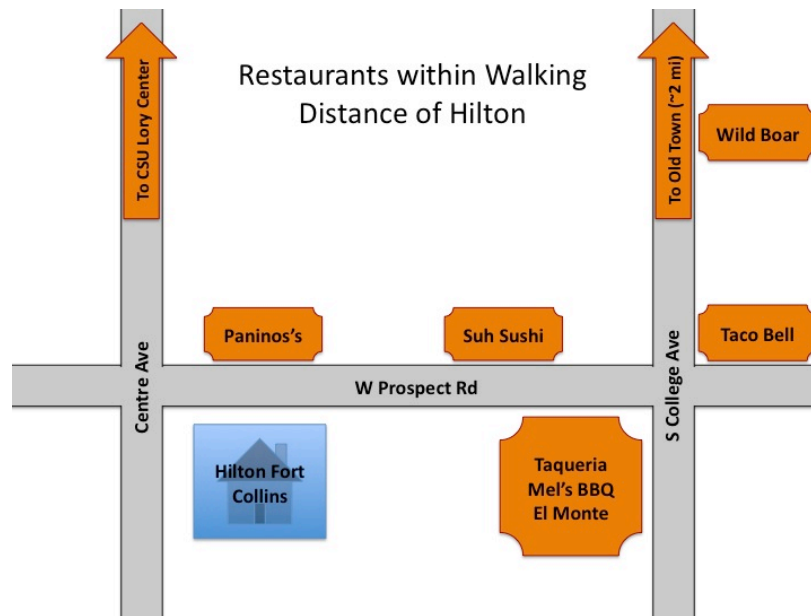 Restaurants within Walking
Distance of Hilton
To CSU Lory Center
To Old Town (~2 mi)
Wild Boar
Paninos's
Suh Sushi
Taco Bell
Centre Ave
W Prospect Rd
S College Ave
Hilton Fort
Collins
Taqueria
Mel's BBQ
El Monte